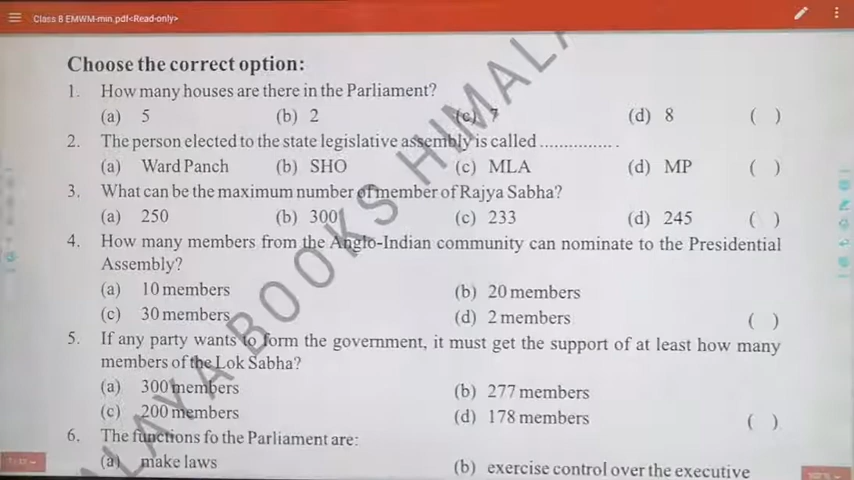 Class 8 EMWM-min.pdf<Read-only>
Choose the correct option:
1. How many houses are there in the Parliament?
(a) 5 (b) 2 (c) 7 (d) 8 ( )
2. The person elected to the state legislative assembly is called ................ .
(a) Ward Panch (b) SHO (c) MLA (d) MP ( )
3. What can be the maximum number of member of Rajya Sabha?
(a) 250 (b) 300 (c) 233 (d) 245 ( )
4. How many members from the Anglo-Indian community can nominate to the Presidential
Assembly?
(a) 10 members (b) 20 members
(c) 30 members (d) 2 members ( )
5. If any party wants to form the government, it must get the support of at least how many
members of the Lok Sabha?
(a) 300 members (b) 277 members
(c) 200 members (d) 178 members ( )
6. The functions fo the Parliament are:
(a) make laws (b) exercise control over the executive
ALAYA BOOKS HIMALA